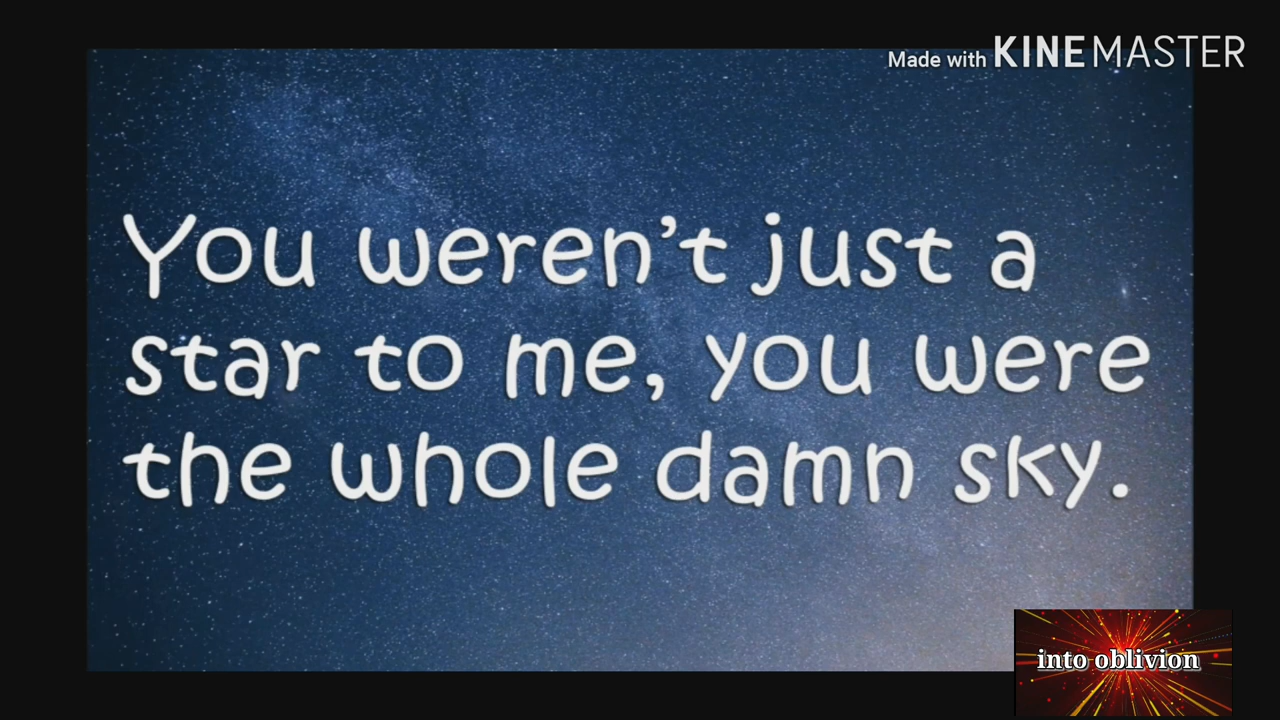 Made with KINEMASTER
You weren’t just a
star to me, you were
the whole damn sky.
into oblivion